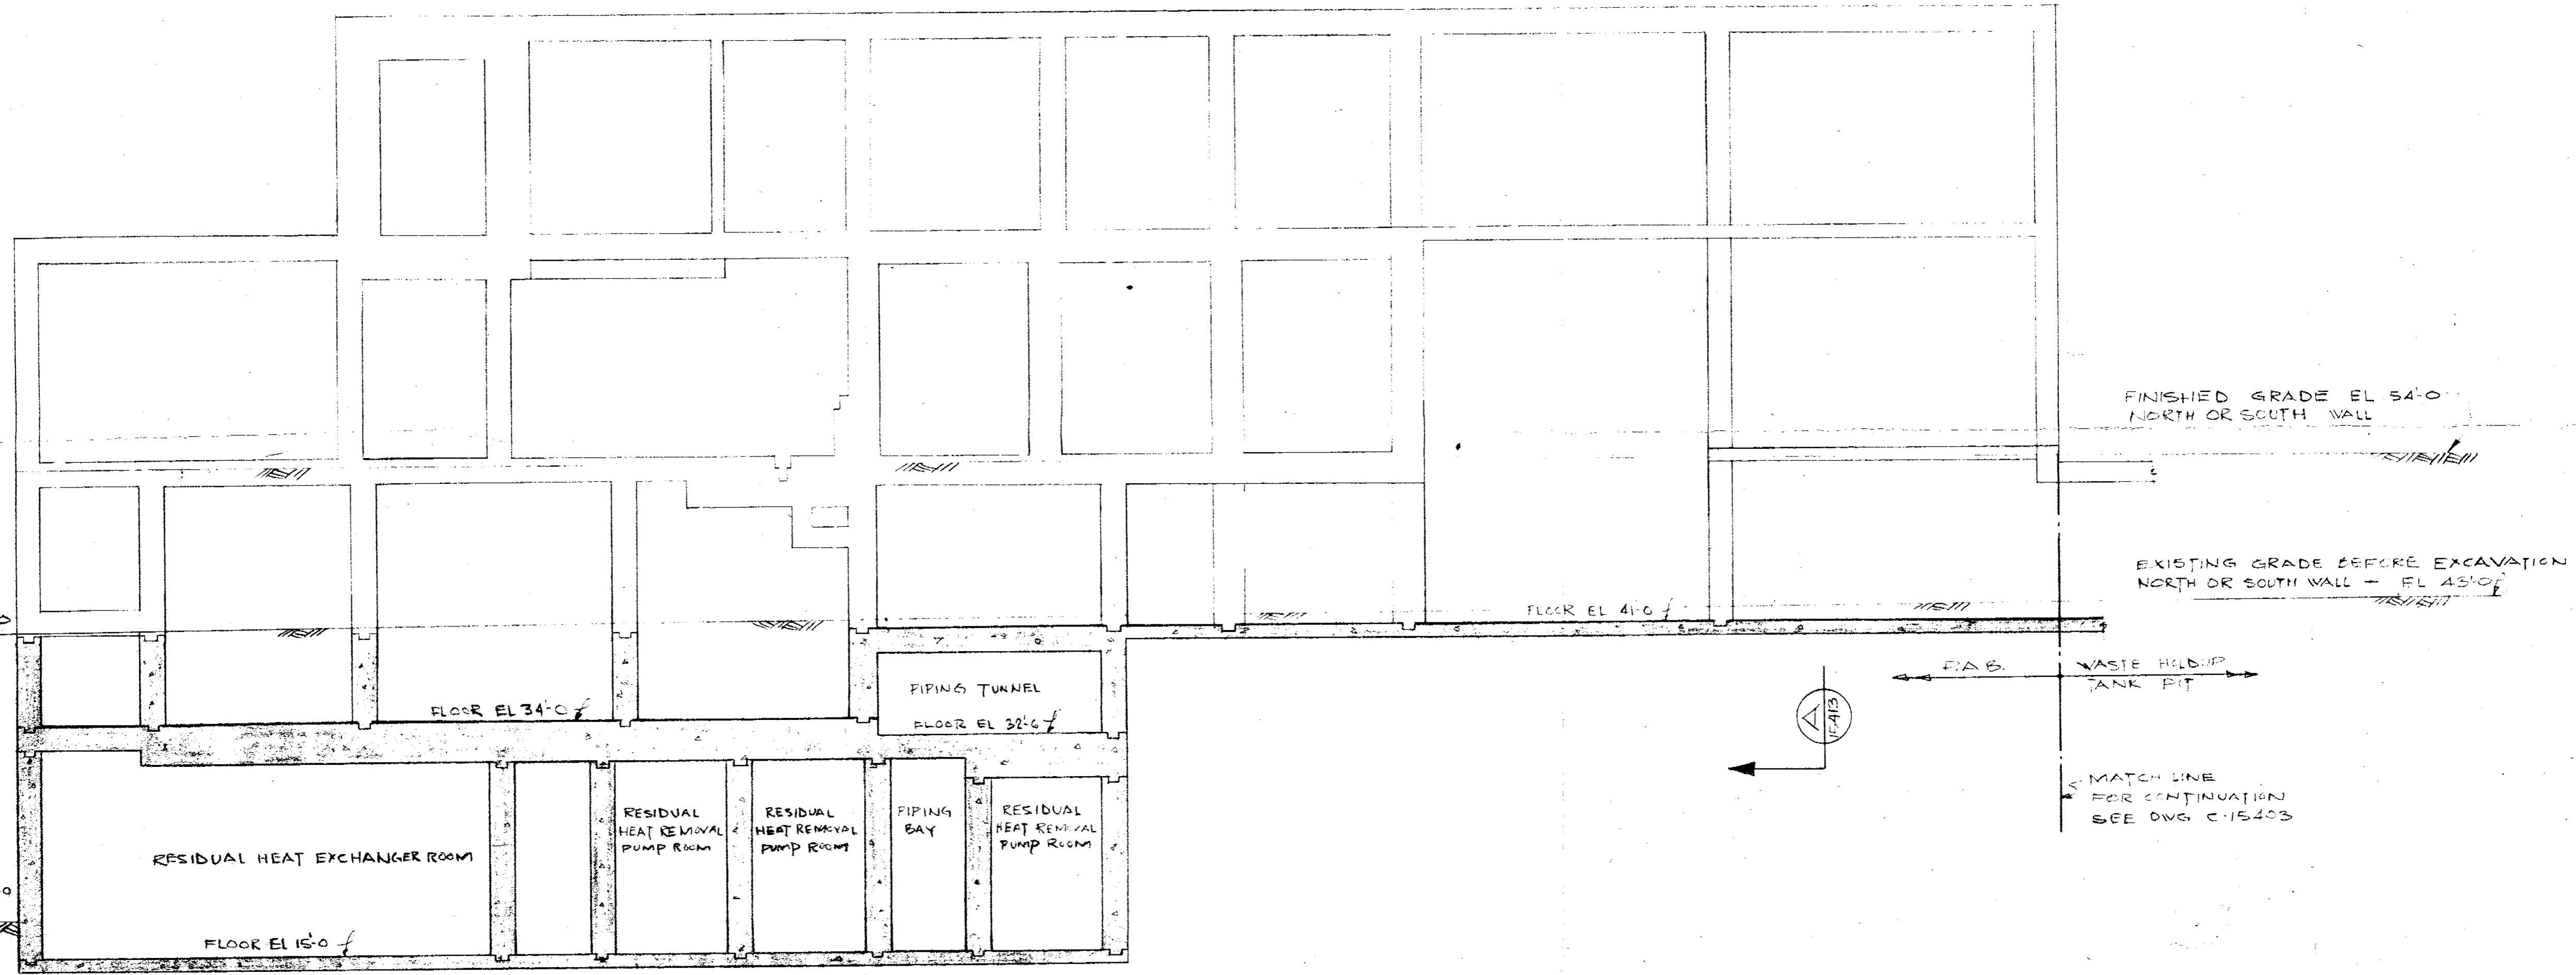 FINISHED GRADE EL 54'-0
NORTH OR SOUTH WALL
EXISTING GRADE BEFORE EXCAVATION
NORTH OR SOUTH WALL - EL 43'-0
FLOOR EL 41'-0
F.A.B.
WASTE HOLDUP
TANK PIT
PIPING TUNNEL
FLOOR EL 34'-0
FLOOR EL 32'-6
A
15413
MATCH LINE
FOR CONTINUATION
SEE DWG C-15403
RESIDUAL
HEAT REMOVAL
PUMP ROOM
RESIDUAL
HEAT REMOVAL
PUMP ROOM
PIPING
BAY
RESIDUAL
HEAT REMOVAL
PUMP ROOM
RESIDUAL HEAT EXCHANGER ROOM
FLOOR EL 15'-0